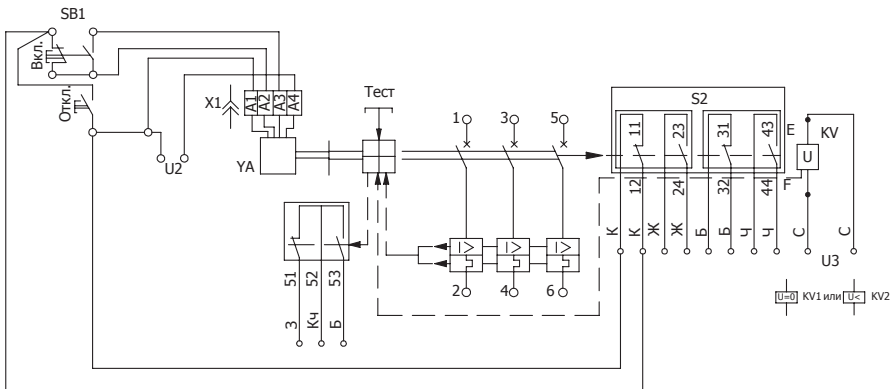 SB1
Вкл.
Откл.
X1
A1
A2
A3
A4
U2
YA
Тест
1
3
5
S2
11
23
31
43
E
KV
U
12
24
32
44
F
К
К
Ж
Ж
Б
Б
Ч
Ч
С
С
U3
51
52
53
З
Кч
Б
I>
I>
I>
2
4
6
U=0 KV1 или U< KV2